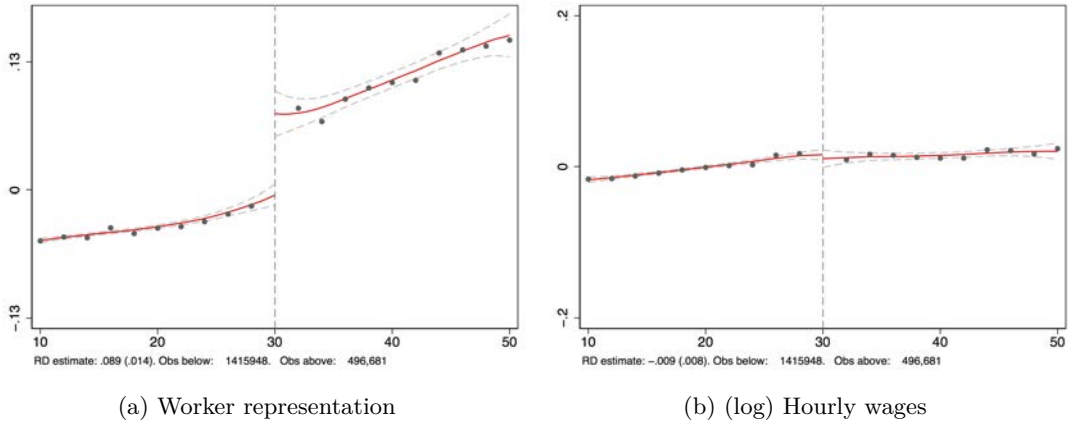 .13
0
-.13
10 20 30 40 50
RD estimate: .089 (.014). Obs below: 1415948. Obs above: 496,681
(a) Worker representation
.2
0
-.2
10 20 30 40 50
RD estimate: -.009 (.008). Obs below: 1415948. Obs above: 496,681
(b) (log) Hourly wages